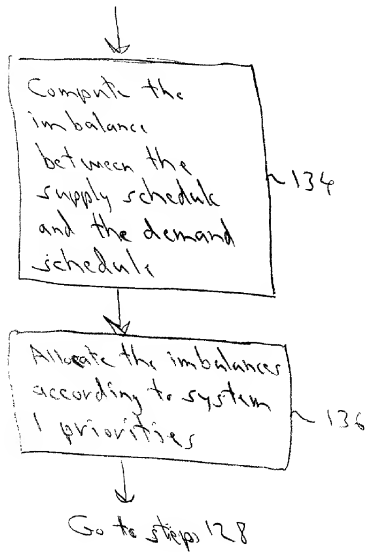 Compute the
imbalance
between the
supply schedule
and the demand
schedule
134
Allocate the imbalances
according to system
1 priorities
136
Go to steps 128